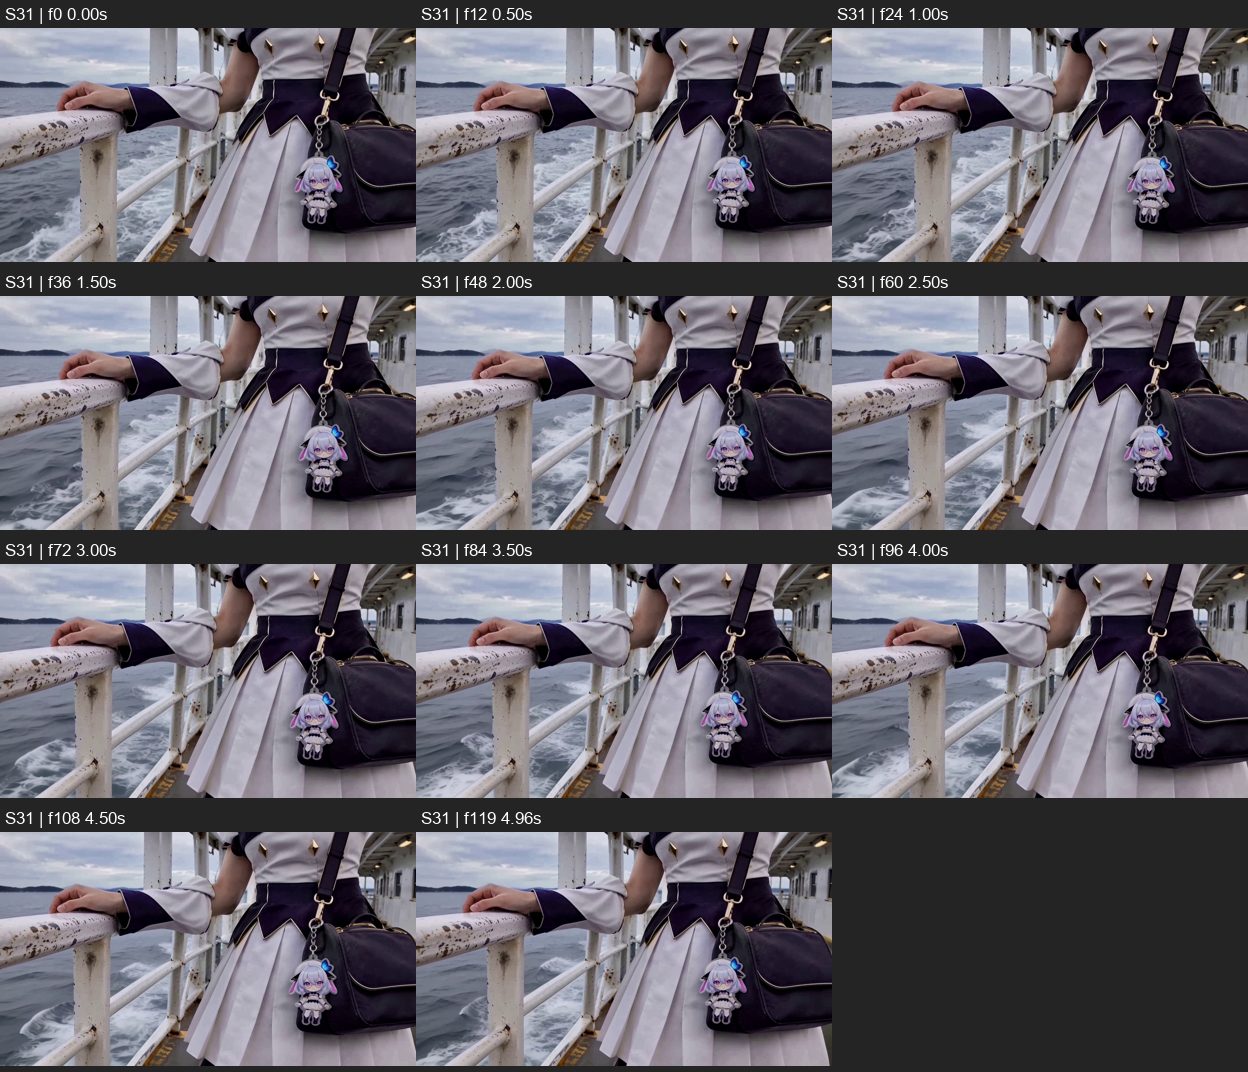 S31 | f0 0.00s
S31 | f12 0.50s
S31 | f24 1.00s
S31 | f36 1.50s
S31 | f48 2.00s
S31 | f60 2.50s
S31 | f72 3.00s
S31 | f84 3.50s
S31 | f96 4.00s
S31 | f108 4.50s
S31 | f119 4.96s